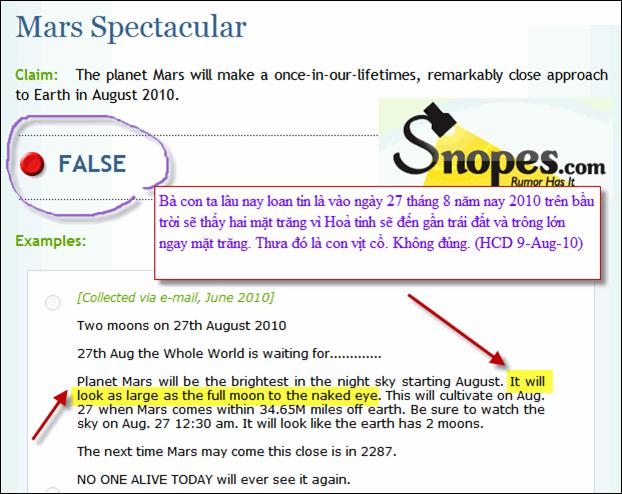 Mars Spectacular
Claim: The planet Mars will make a once-in-our-lifetimes, remarkably close approach
to Earth in August 2010.
FALSE
Snopes.com
Rumor Has It
Bà con ta lâu nay loan tin là vào ngày 27 tháng 8 năm nay 2010 trên bầu
trời sẽ thấy hai mặt trăng vì Hoả tinh sẽ đến gần trái đất và trông lớn
ngay mặt trăng. Thưa đó là con vịt cồ. Không đúng. (HCD 9-Aug-10)
Examples:
[Collected via e-mail, June 2010]
Two moons on 27th August 2010
27th Aug the Whole World is waiting for.............
Planet Mars will be the brightest in the night sky starting August. It will
look as large as the full moon to the naked eye. This will cultivate on Aug.
27 when Mars comes within 34.65M miles off earth. Be sure to watch the
sky on Aug. 27 12:30 am. It will look like the earth has 2 moons.
The next time Mars may come this close is in 2287.
NO ONE ALIVE TODAY will ever see it again.